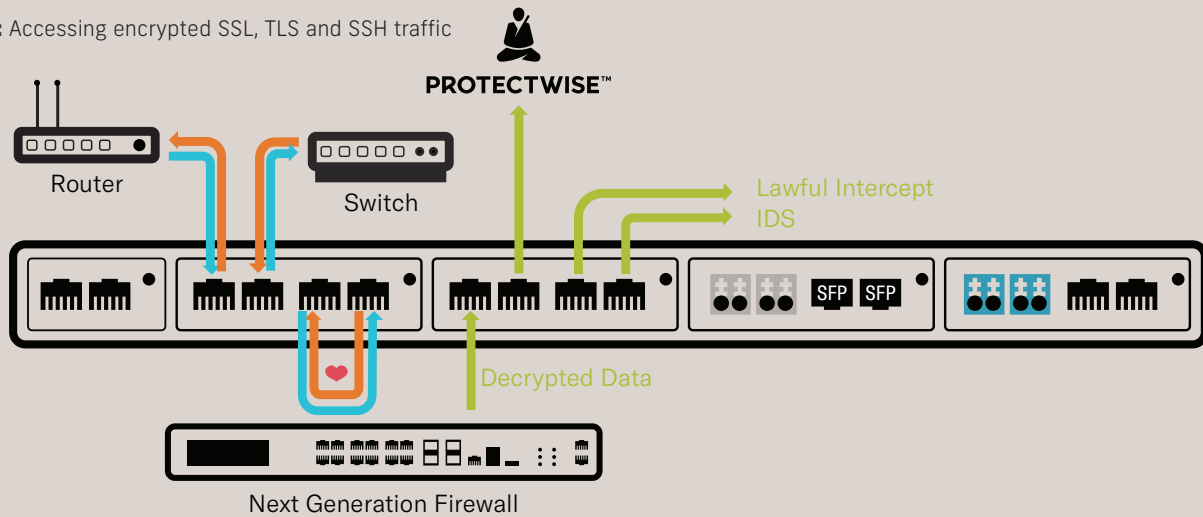 : Accessing encrypted SSL, TLS and SSH traffic
PROTECTWISE™
Router
Switch
Lawful Intercept
IDS
SFP SFP
Decrypted Data
Next Generation Firewall